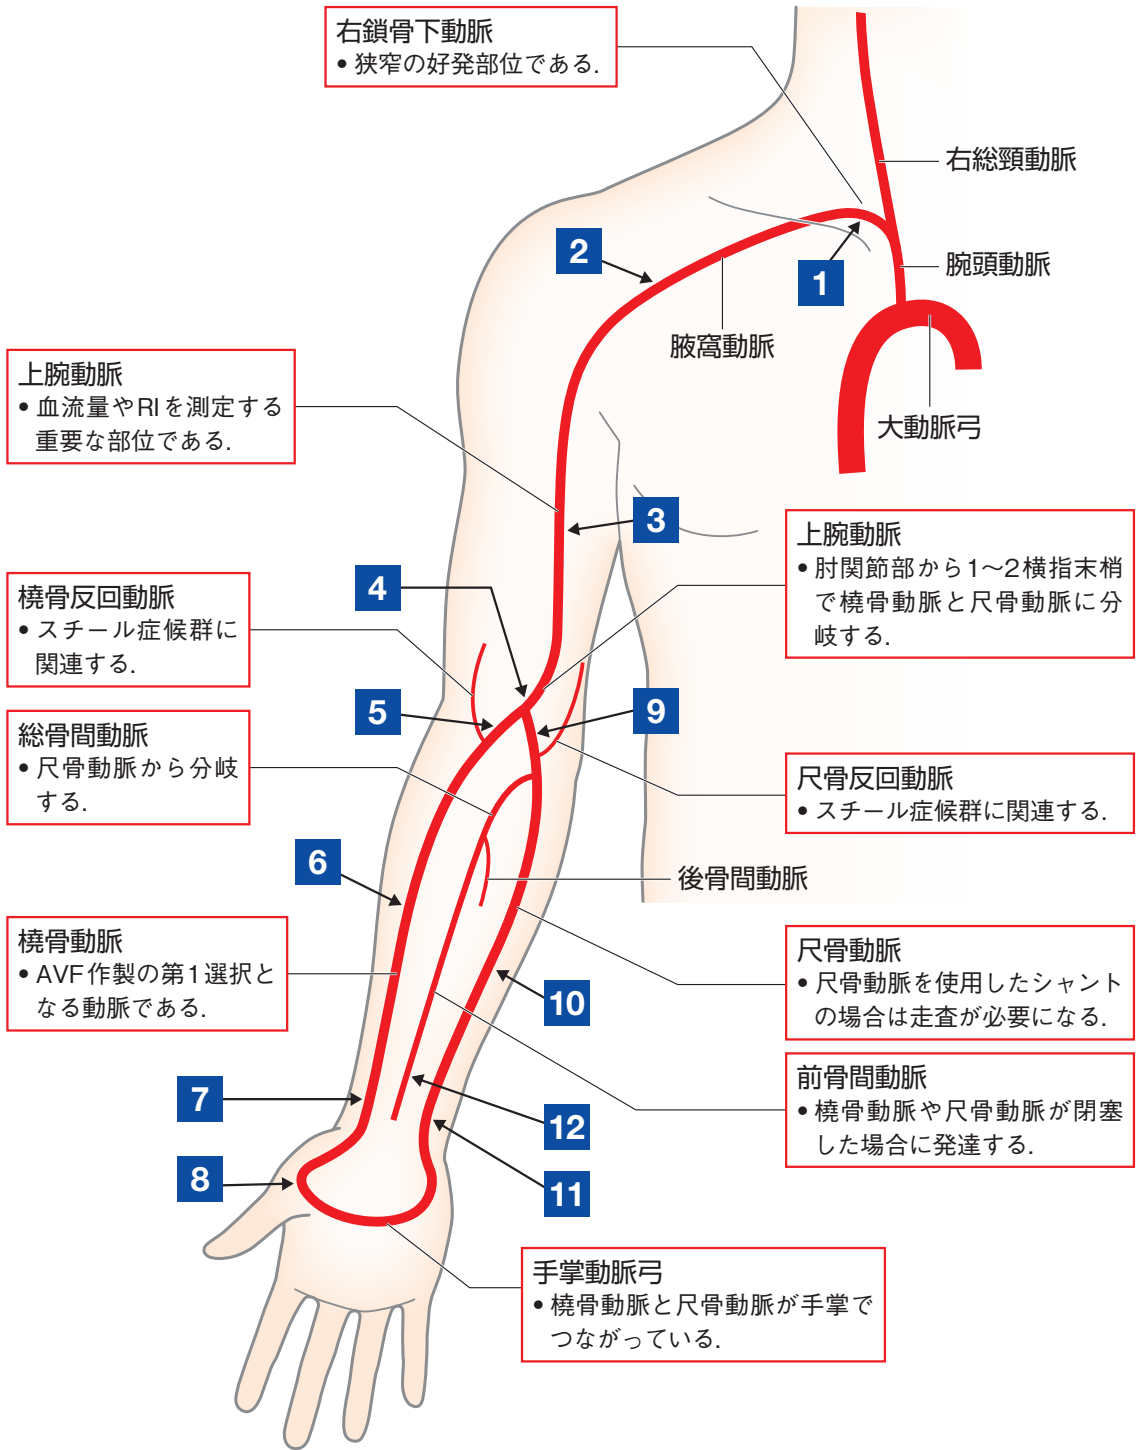 右鎖骨下動脈
• 狭窄の好発部位である.
右総頸動脈
2
1
腕頭動脈
腋窩動脈
上腕動脈
• 血流量やRIを測定する
重要な部位である.
大動脈弓
3
上腕動脈
• 肘関節部から1〜2横指末梢
で橈骨動脈と尺骨動脈に分
岐する.
4
橈骨反回動脈
• スチール症候群に
関連する.
5
9
総骨間動脈
• 尺骨動脈から分岐
する.
尺骨反回動脈
• スチール症候群に関連する.
6
後骨間動脈
橈骨動脈
• AVF作製の第1選択と
なる動脈である.
尺骨動脈
• 尺骨動脈を使用したシャント
の場合は走査が必要になる.
10
前骨間動脈
• 橈骨動脈や尺骨動脈が閉塞
した場合に発達する.
7
12
8
11
手掌動脈弓
• 橈骨動脈と尺骨動脈が手掌で
つながっている.